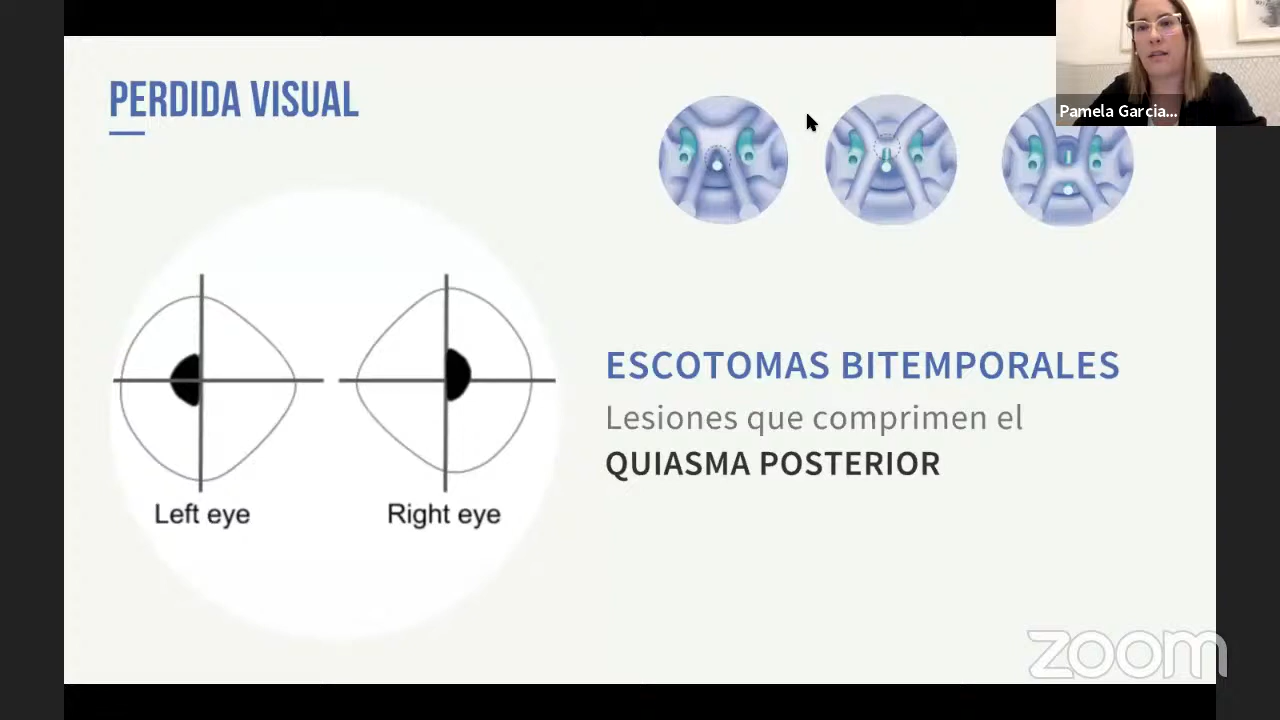 PERDIDA VISUAL
Pamela Garcia...
ESCOTOMAS BITEMPORALES
Lesiones que comprimen el
QUIASMA POSTERIOR
Left eye
Right eye
zoom